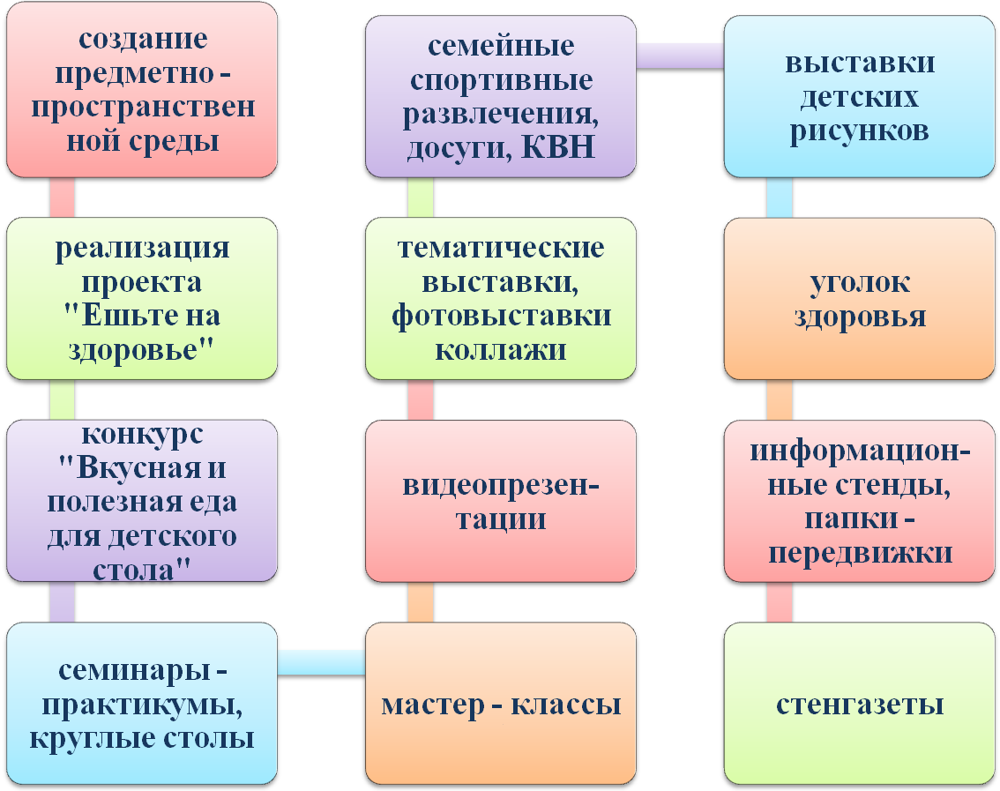 создание
предметно -
пространствен
ной среды
реализация
проекта
"Ешьте на
здоровье"
конкурс
"Вкусная и
полезная еда
для детского
стола"
семинары -
практикумы,
круглые столы
мастер - классы
видеопрезен-
тации
тематические
выставки,
фотовыставки
коллажи
семейные
спортивные
развлечения,
досуги, КВН
выставки
детских
рисунков
уголок
здоровья
информацион-
ные стенды,
папки -
передвижки
стенгазеты